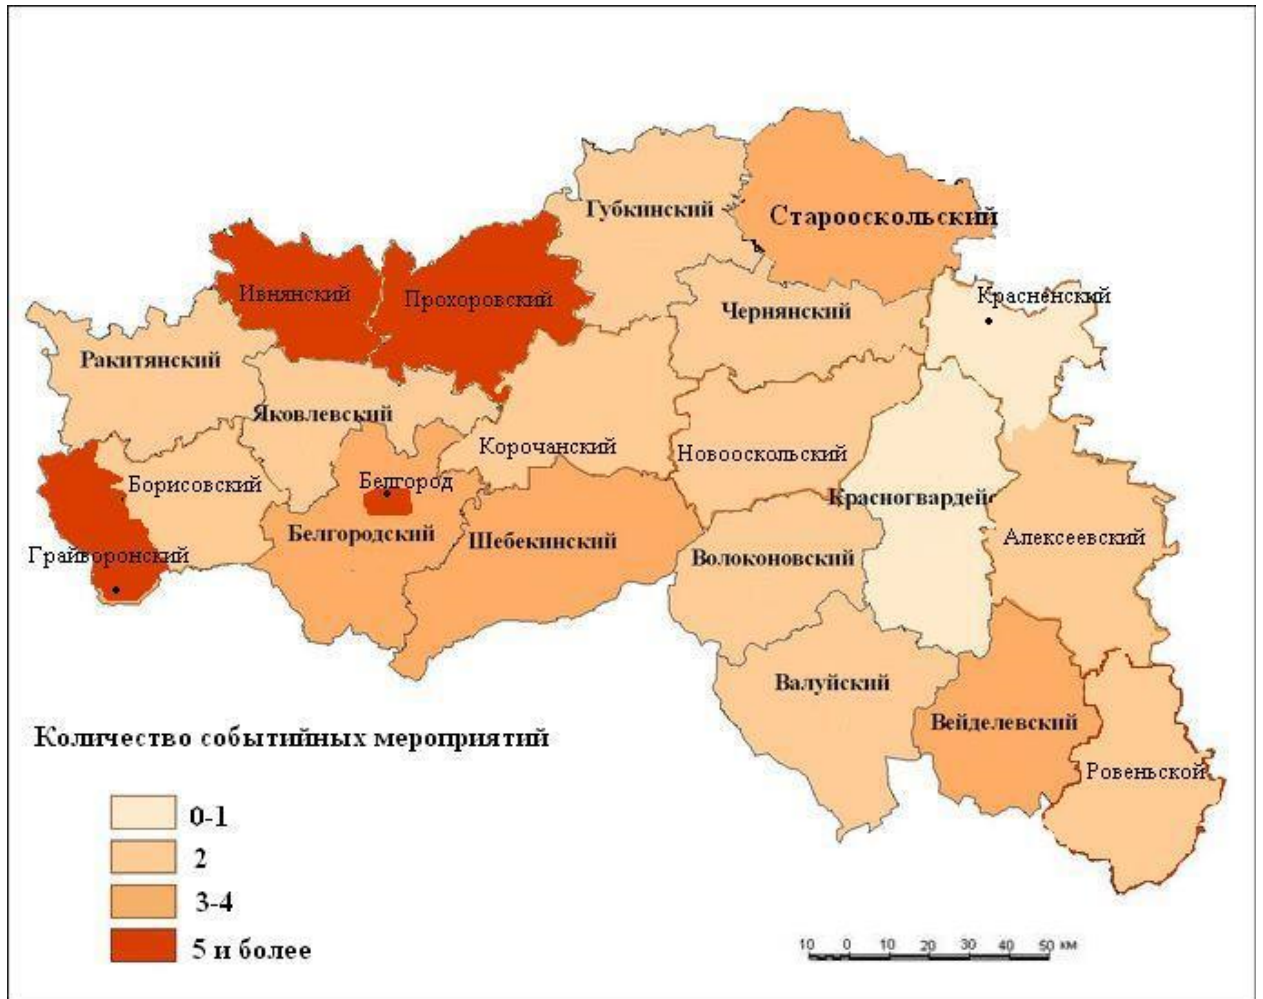 Губкинский
Старооскольский
Ивнянский
Прохоровский
Красненский
Чернянский
Ракитянский
Яковлевский
Корочанский
Новооскольский
Борисовский
Белгород
Красногвардейс
Белгородский
Шебекинский
Алексеевский
Грайворонский
Волоконовский
Валуйский
Вейделевский
Ровеньской
Количество событийных мероприятий
0-1
2
3-4
5 и более
10 0 10 20 30 40 50 км